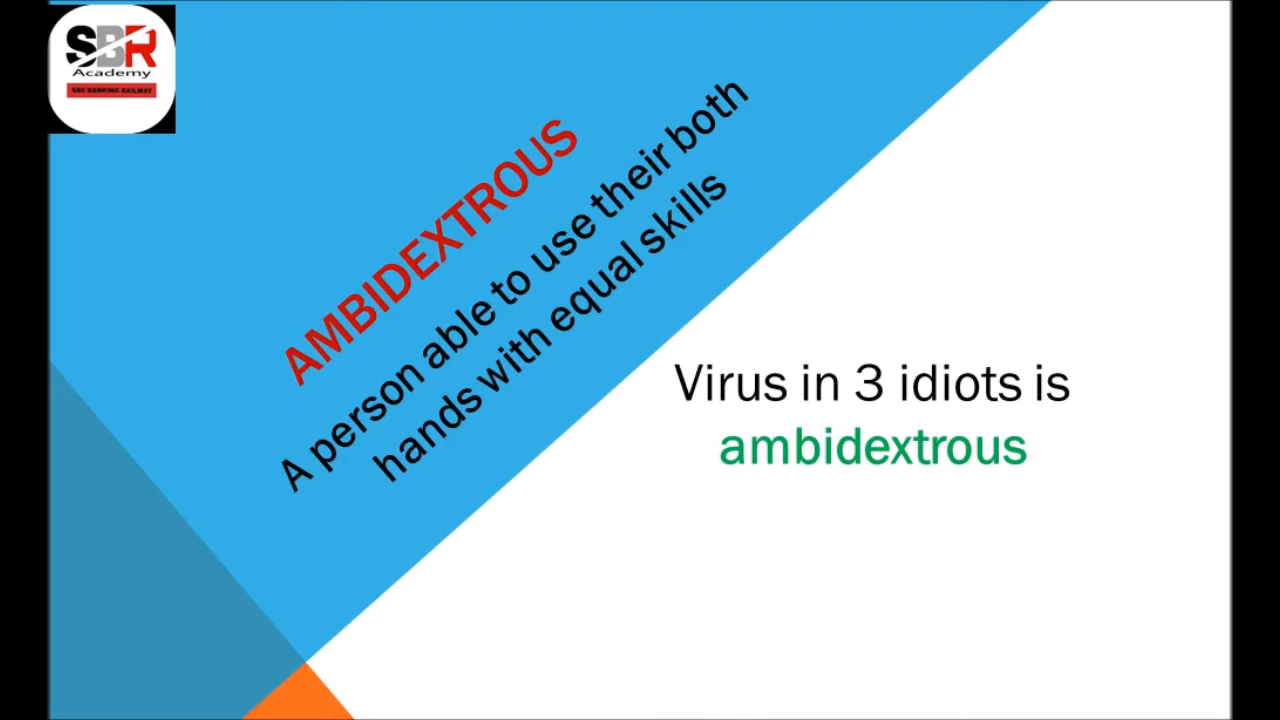 SBR
Academy
SSC BANKING RAILWAY
AMBIDEXTROUS
A person able to use their both
hands with equal skills
Virus in 3 idiots is
ambidextrous